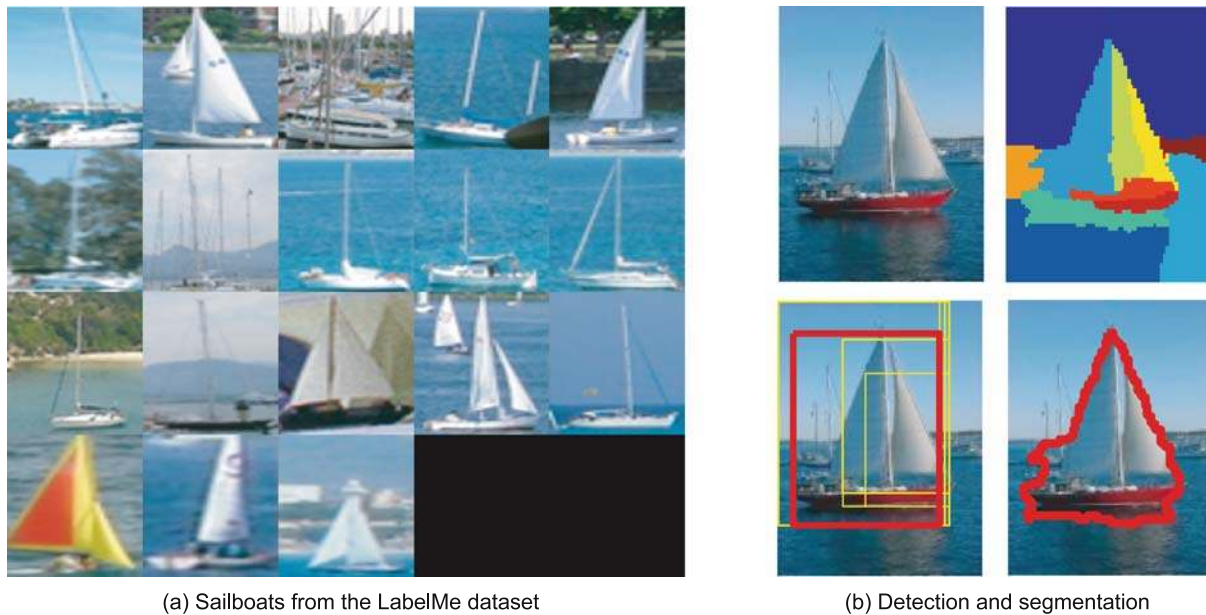 (a) Sailboats from the LabelMe dataset
(b) Detection and segmentation